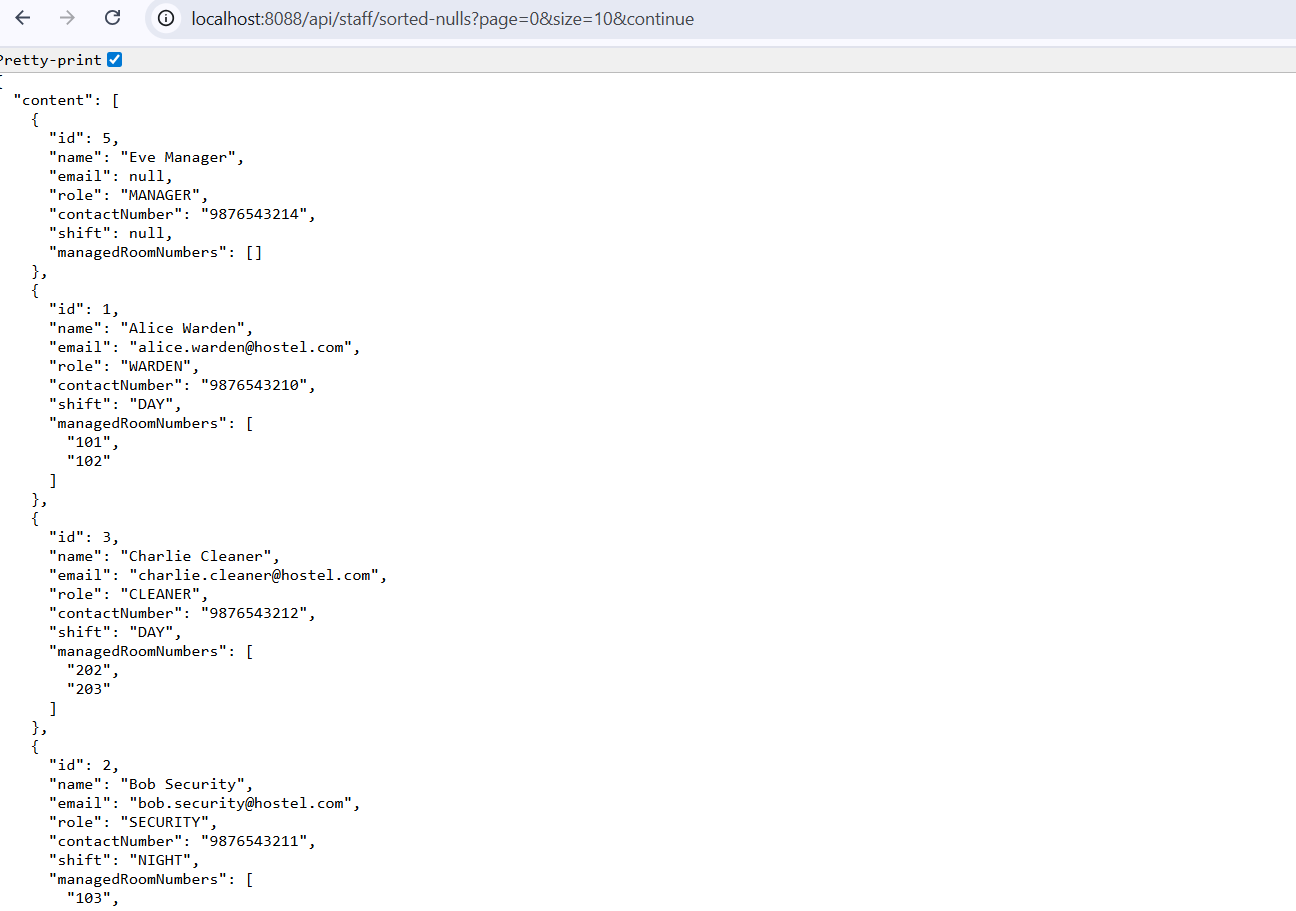 localhost:8088/api/staff/sorted-nulls?page=0&size=10&continue
Pretty-print
{
"content": [
{
"id": 5,
"name": "Eve Manager",
"email": null,
"role": "MANAGER",
"contactNumber": "9876543214",
"shift": null,
"managedRoomNumbers": []
},
{
"id": 1,
"name": "Alice Warden",
"email": "alice.warden@hostel.com",
"role": "WARDEN",
"contactNumber": "9876543210",
"shift": "DAY",
"managedRoomNumbers": [
"101",
"102"
]
},
{
"id": 3,
"name": "Charlie Cleaner",
"email": "charlie.cleaner@hostel.com",
"role": "CLEANER",
"contactNumber": "9876543212",
"shift": "DAY",
"managedRoomNumbers": [
"202",
"203"
]
},
{
"id": 2,
"name": "Bob Security",
"email": "bob.security@hostel.com",
"role": "SECURITY",
"contactNumber": "9876543211",
"shift": "NIGHT",
"managedRoomNumbers": [
"103",